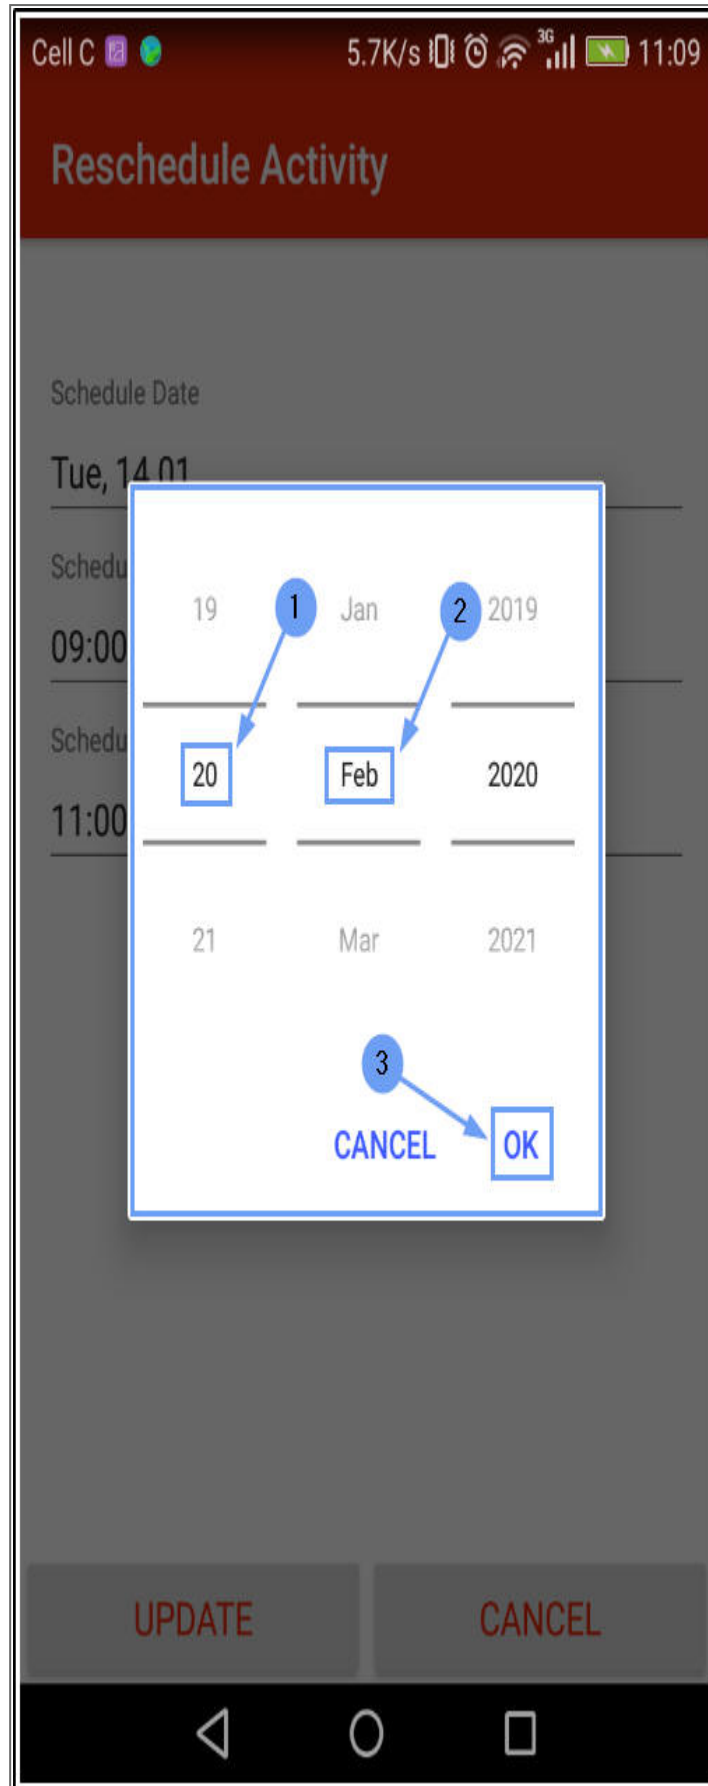 Cell C 5.7K/s 3G 11:09
Reschedule Activity
Schedule Date
Tue, 14.01
Schedu
09:00
Schedu
11:00
19 1 Jan 2 2019
20 Feb 2020
21 Mar 2021
3
CANCEL OK
UPDATE CANCEL